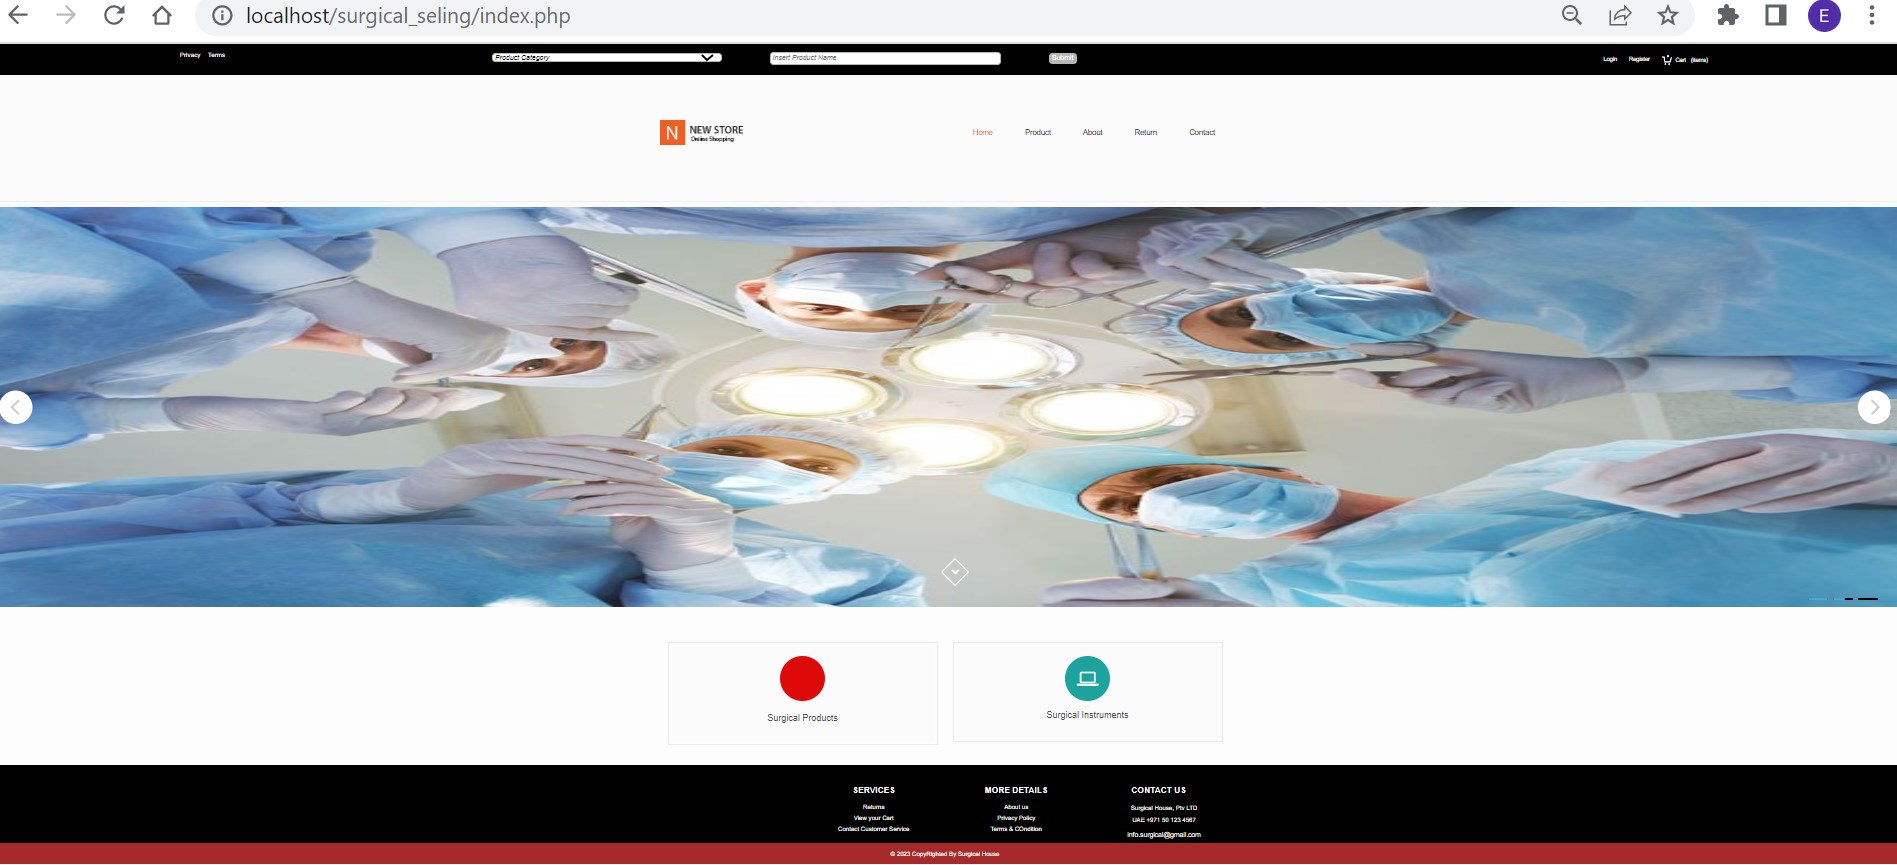 localhost/surgical_seling/index.php
E
Privacy Terms
Product Category
Insert Product Name
Submit
Login Register Cart (items)
N NEW STORE
Online Shopping
Home Product About Return Contact
Surgical Products
Surgical Instruments
SERVICES
Returns
View your Cart
Contact Customer Service
MORE DETAILS
About us
Privacy Policy
Terms & COndition
CONTACT US
Surgical House, Ptv LTD
UAE +971 50 123 4567
info.surgical@gmail.com
© 2023 CopyRighted By Surgical House